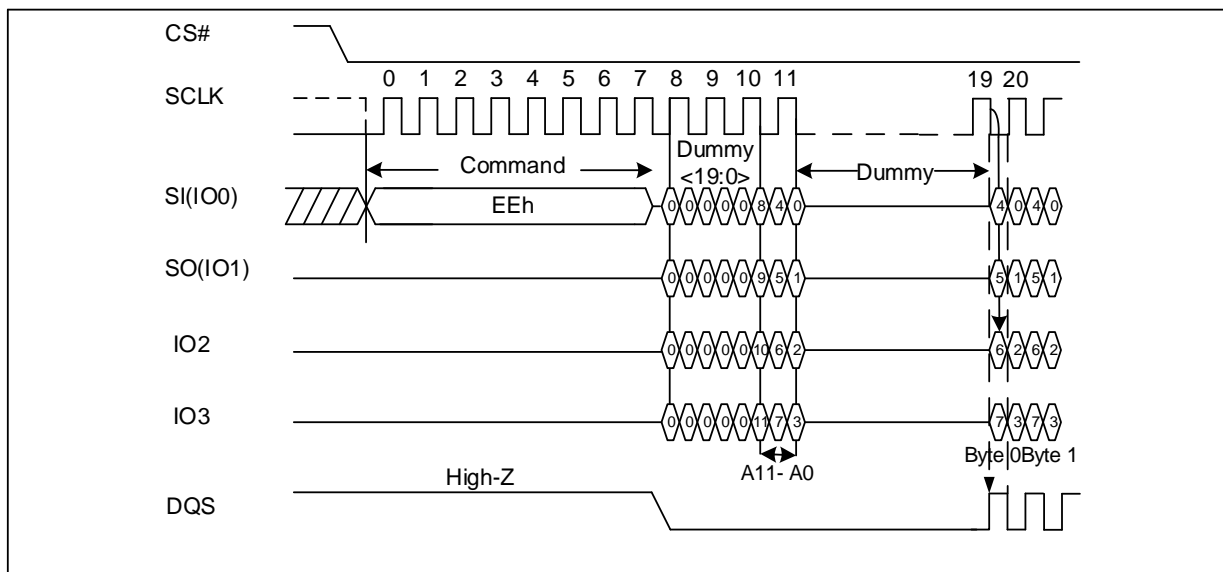 CS#
0 1 2 3 4 5 6 7 8 9 10 11 19 20
SCLK
Command Dummy
<19:0> Dummy
SI(IO0) EEh 0 0 0 0 0 8 4 0 4 0 4 0
SO(IO1) 0 0 0 0 0 9 5 1 5 1 5 1
IO2 0 0 0 0 0 10 6 2 6 2 6 2
IO3 0 0 0 0 0 11 7 3 7 3 7 3
A11- A0 Byte 0 Byte 1
High-Z
DQS